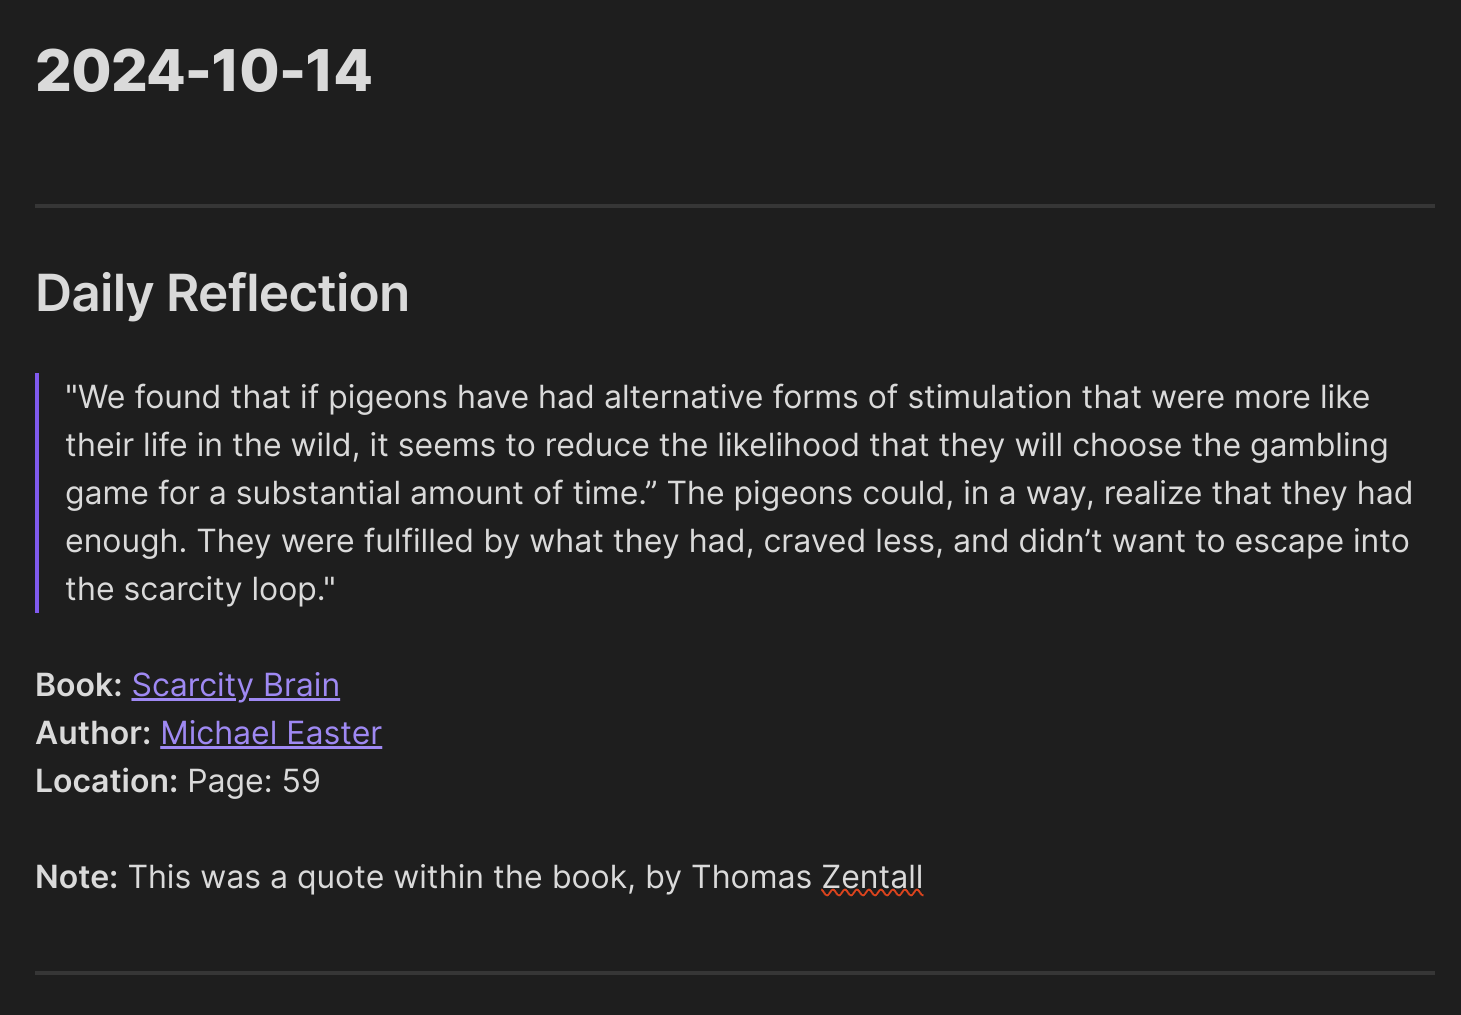 2024-10-14
Daily Reflection
"We found that if pigeons have had alternative forms of stimulation that were more like
their life in the wild, it seems to reduce the likelihood that they will choose the gambling
game for a substantial amount of time.” The pigeons could, in a way, realize that they had
enough. They were fulfilled by what they had, craved less, and didn’t want to escape into
the scarcity loop."
Book: Scarcity Brain
Author: Michael Easter
Location: Page: 59
Note: This was a quote within the book, by Thomas Zentall